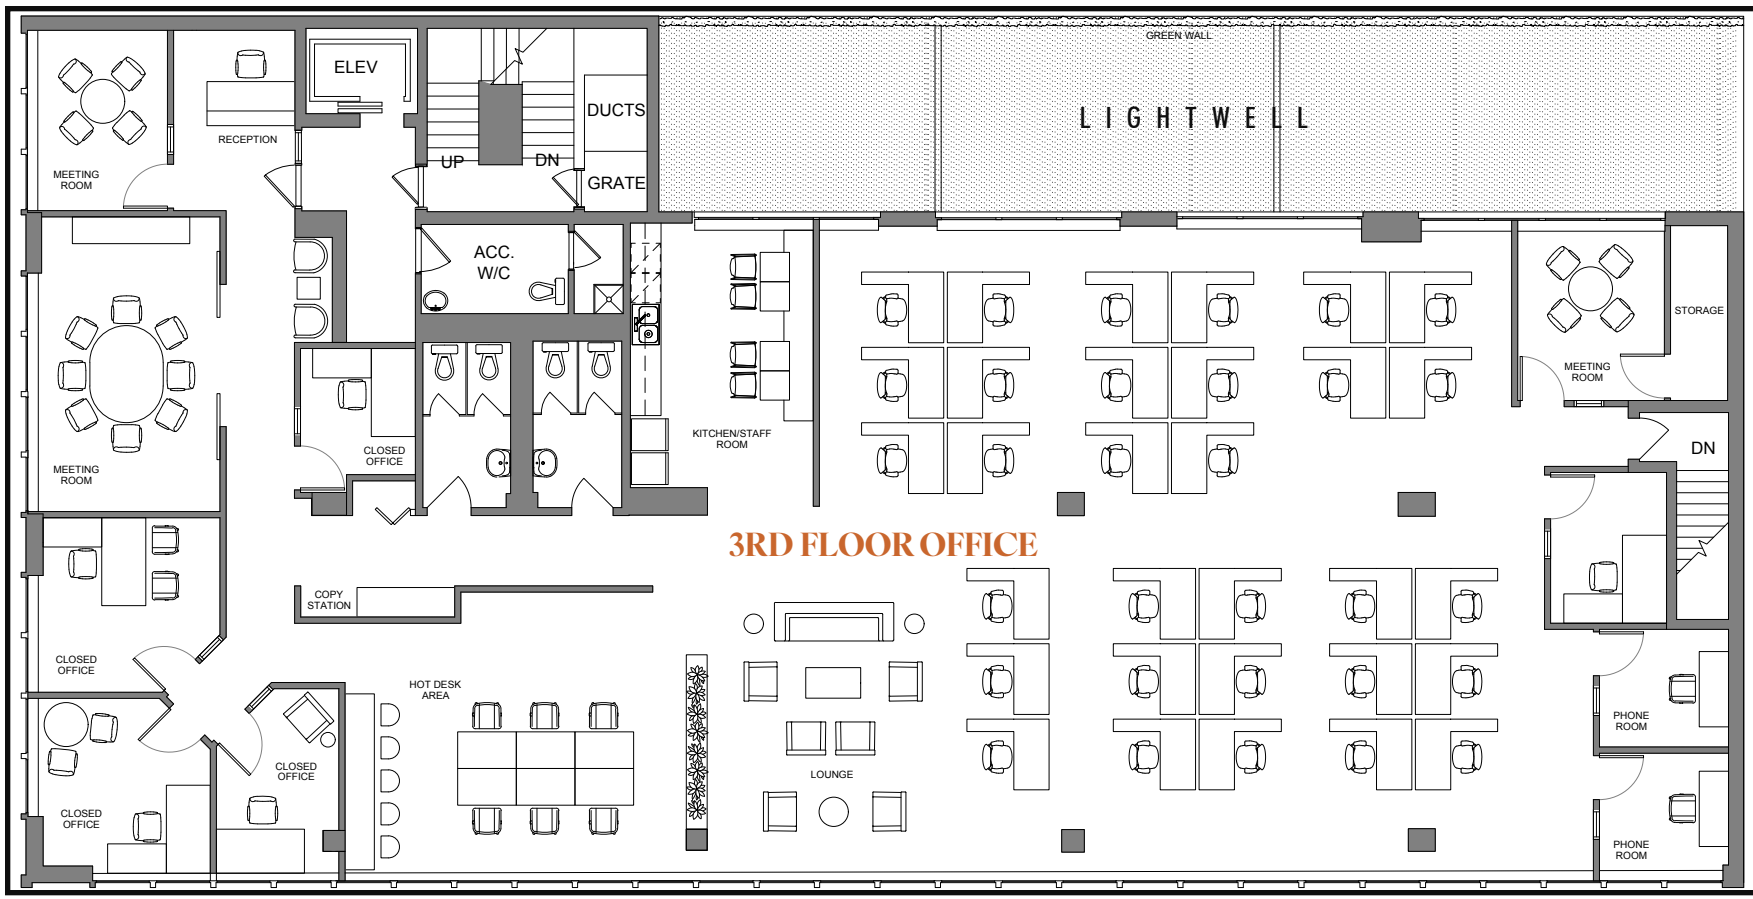 GREEN WALL
ELEV
DUCTS
LIGHTWELL
RECEPTION
UP
DN
MEETING
ROOM
GRATE
ACC.
W/C
STORAGE
MEETING
ROOM
KITCHEN/STAFF
ROOM
CLOSED
OFFICE
DN
MEETING
ROOM
3RD FLOOR OFFICE
COPY
STATION
CLOSED
OFFICE
HOT DESK
AREA
PHONE
ROOM
CLOSED
OFFICE
LOUNGE
CLOSED
OFFICE
PHONE
ROOM